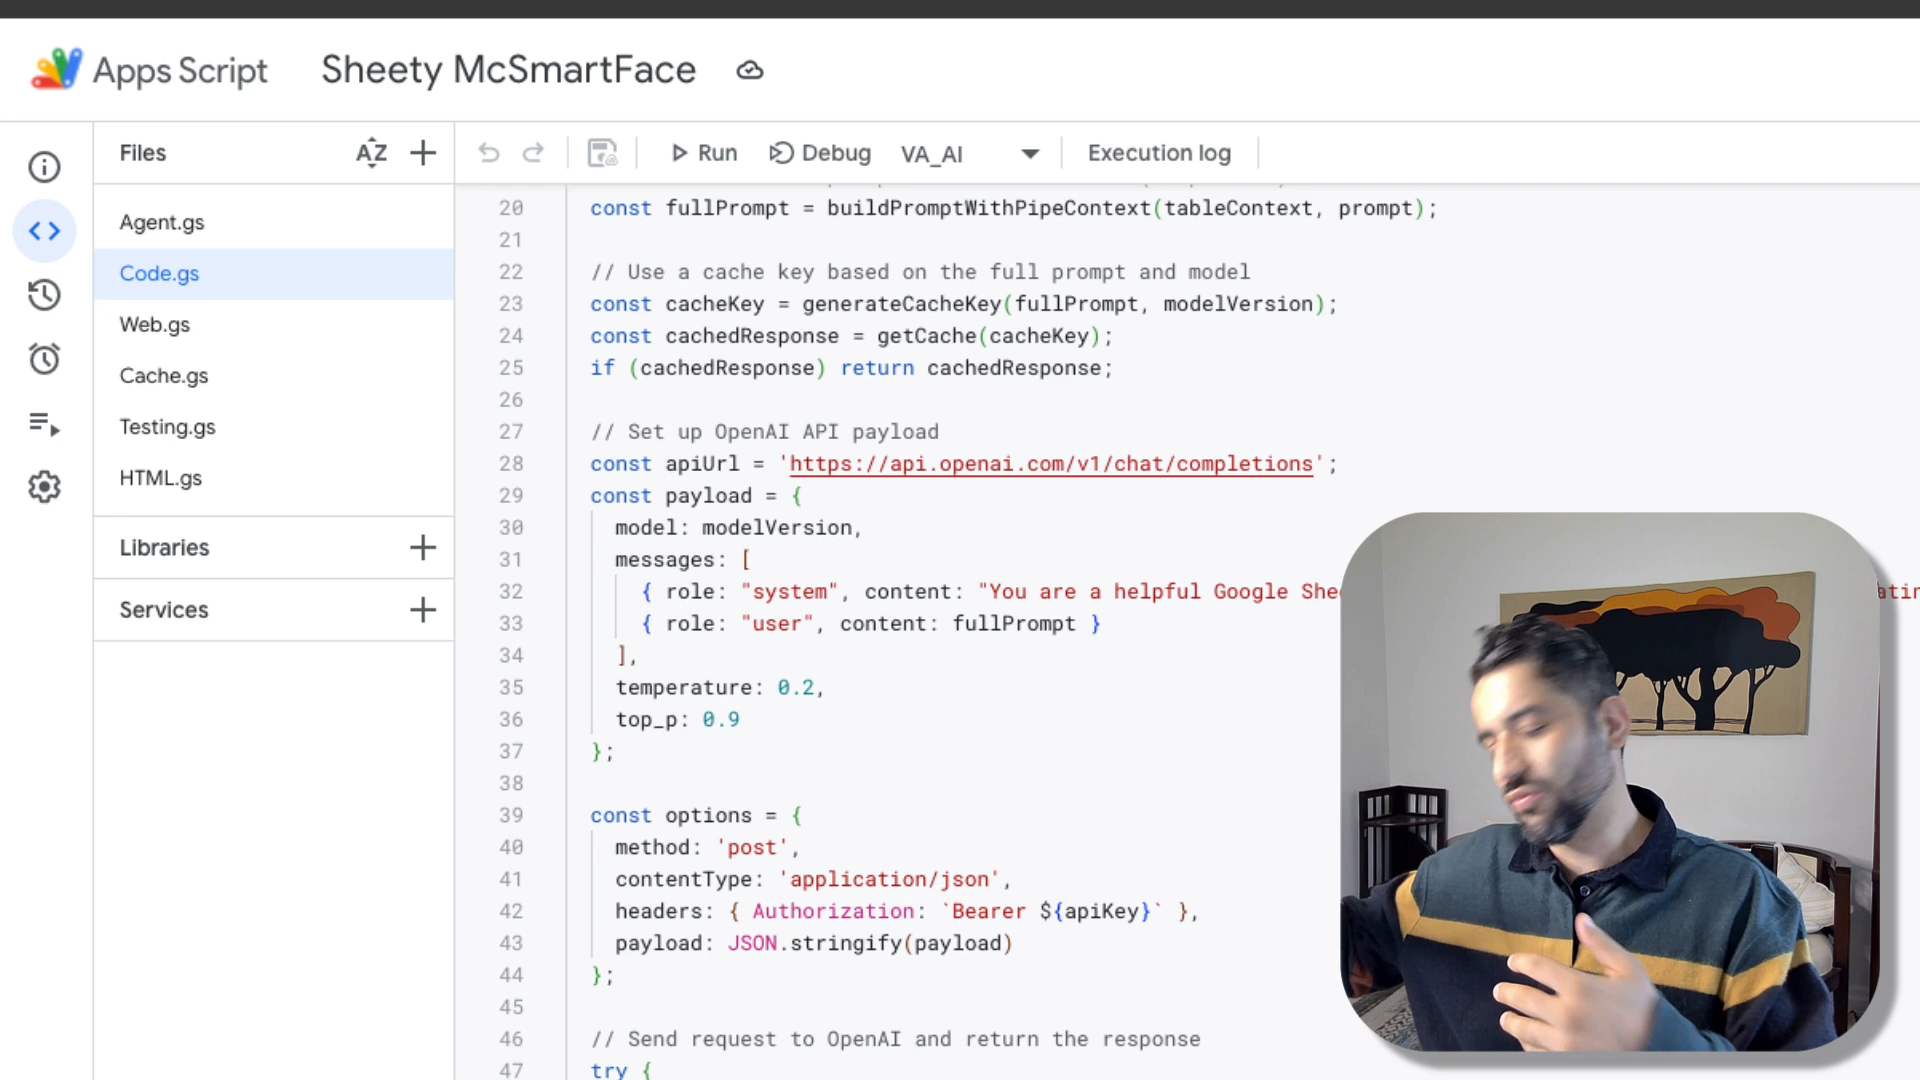 Apps Script
Sheety McSmartFace
Files
AZ
Run
Debug
VA_AI
Execution log
Agent.gs
Code.gs
Web.gs
Cache.gs
Testing.gs
HTML.gs
Libraries
Services
20 const fullPrompt = buildPromptWithPipeContext(tableContext, prompt);
21
22 // Use a cache key based on the full prompt and model
23 const cacheKey = generateCacheKey(fullPrompt, modelVersion);
24 const cachedResponse = getCache(cacheKey);
25 if (cachedResponse) return cachedResponse;
26
27 // Set up OpenAI API payload
28 const apiUrl = 'https://api.openai.com/v1/chat/completions';
29 const payload = {
30 model: modelVersion,
31 messages: [
32 { role: "system", content: "You are a helpful Google
33 { role: "user", content: fullPrompt }
34 ],
35 temperature: 0.2,
36 top_p: 0.9
37 };
38
39 const options = {
40 method: 'post',
41 contentType: 'application/json',
42 headers: { Authorization: `Bearer ${apiKey}` },
43 payload: JSON.stringify(payload)
44 };
45
46 // Send request to OpenAI and return the response
47 try {